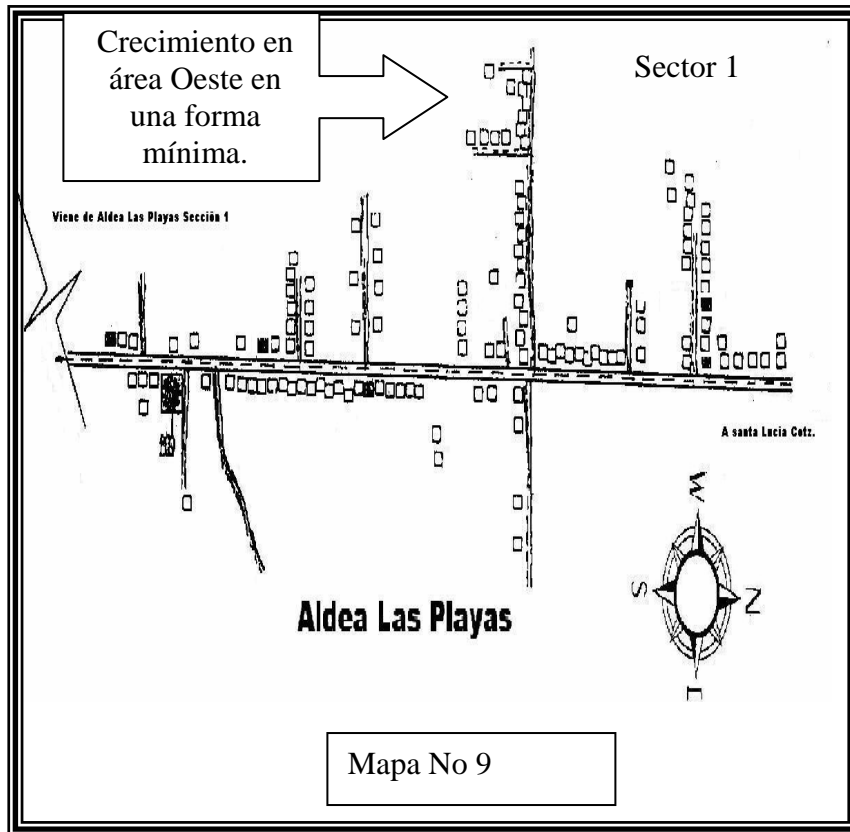 Crecimiento en
área Oeste en
una forma
mínima.
Sector 1
Viene de Aldea Las Playas Sección 1
A santa Lucia Cotz.
W
S
N
E
Aldea Las Playas
Mapa No 9